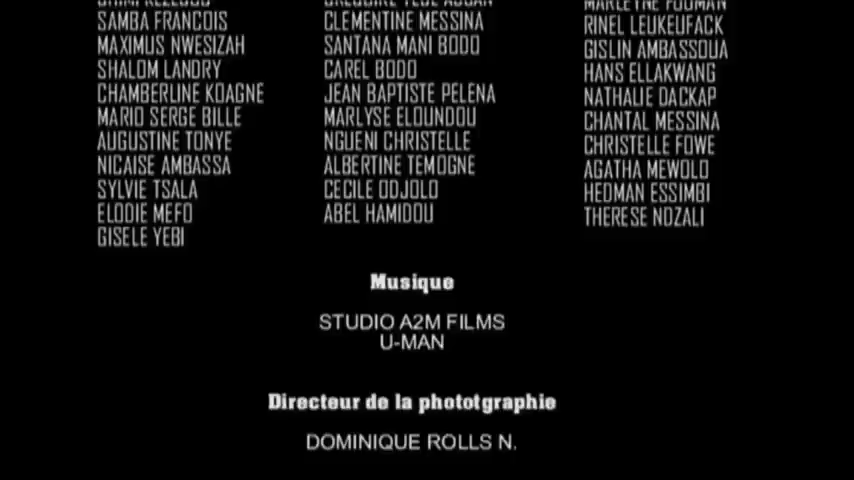 SAMBA FRANCOIS
MAXIMUS NWESIZAH
SHALOM LANDRY
CHAMBERLINE KOAGNE
MARIO SERGE BILLE
AUGUSTINE TONYE
NICAISE AMBASSA
SYLVIE TSALA
ELODIE MEFO
GISELE YEBI
CLEMENTINE MESSINA
SANTANA MANI BODO
CAREL BODO
JEAN BAPTISTE PELENA
MARLYSE ELOUNDOU
NGUENI CHRISTELLE
ALBERTINE TEMOGNE
CECILE ODJOLO
ABEL HAMIDOU
RINEL LEUKEUFACK
GISLIN AMBASSOUA
HANS ELLAKWANG
NATHALIE DACKAP
CHANTAL MESSINA
CHRISTELLE FOWE
AGATHA MEWOLO
HEDMAN ESSIMBI
THERESE NDZALI
Musique
STUDIO A2M FILMS
U-MAN
Directeur de la phototgraphie
DOMINIQUE ROLLS N.